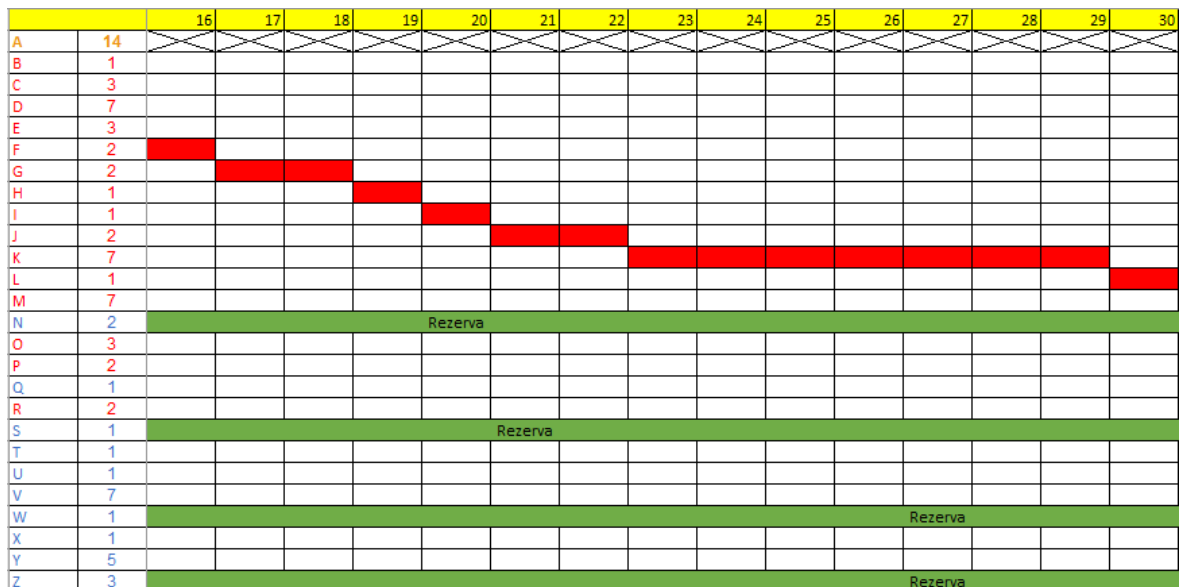 16 17 18 19 20 21 22 23 24 25 26 27 28 29 30
A 14
B 1
C 3
D 7
E 3
F 2
G 2
H 1
I 1
J 2
K 7
L 1
M 7
N 2 Rezerva
O 3
P 2
Q 1
R 2
S 1 Rezerva
T 1
U 1
V 7
W 1 Rezerva
X 1
Y 5
Z 3 Rezerva